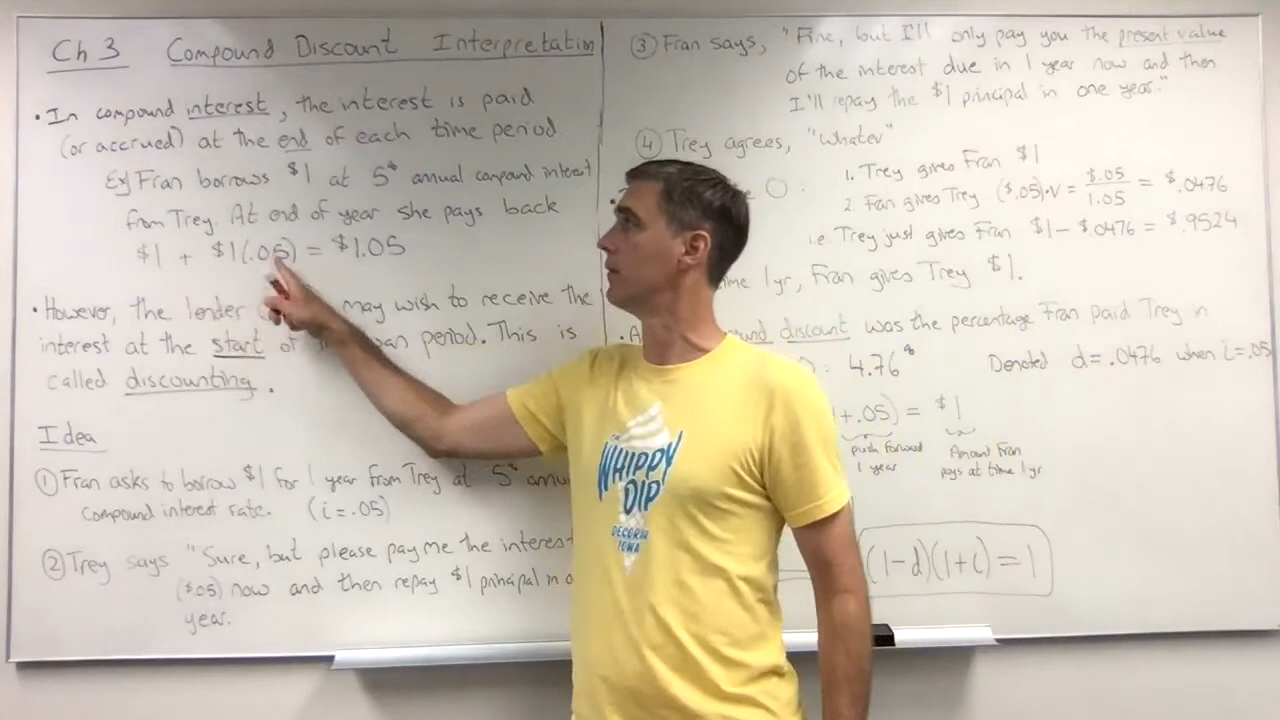 Ch 3 Compound Discount Interpretation
• In compound interest, the interest is paid
(or accrued) at the end of each time period.
Ex/ Fran borrows $1 at 5% annual compound interest
from Trey. At end of year she pays back
$1 + $1(.05) = $1.05
• However, the lender may wish to receive the
interest at the start of loan period. This is
called discounting.
Idea
① Fran asks to borrow $1 for 1 year from Trey at 5% annu
compound interest rate. (i = .05)
② Trey says "Sure, but please pay me the interest
($.05) now and then repay $1 principal in
year.
③ Fran says, "Fine, but I'll only pay you the present value
of the interest due in 1 year now and then
I'll repay the $1 principal in one year."
④ Trey agrees, "whatev"
e 0:
1. Trey gives Fran $1
2. Fran gives Trey ($.05)·v = $.05/1.05 = $.0476
i.e. Trey just gives Fran $1 - $.0476 = $.9524
ime 1yr, Fran gives Trey $1.
• A ound discount was the percentage Fran paid Trey in
0: 4.76% Denoted d = .0476 when i = .05
+.05) = $1
push forward
1 year
Amount Fran
pays at time 1 yr
(1-d)(1+i) = 1
THE
WHIPPY
DIP
DECORAH
IOWA